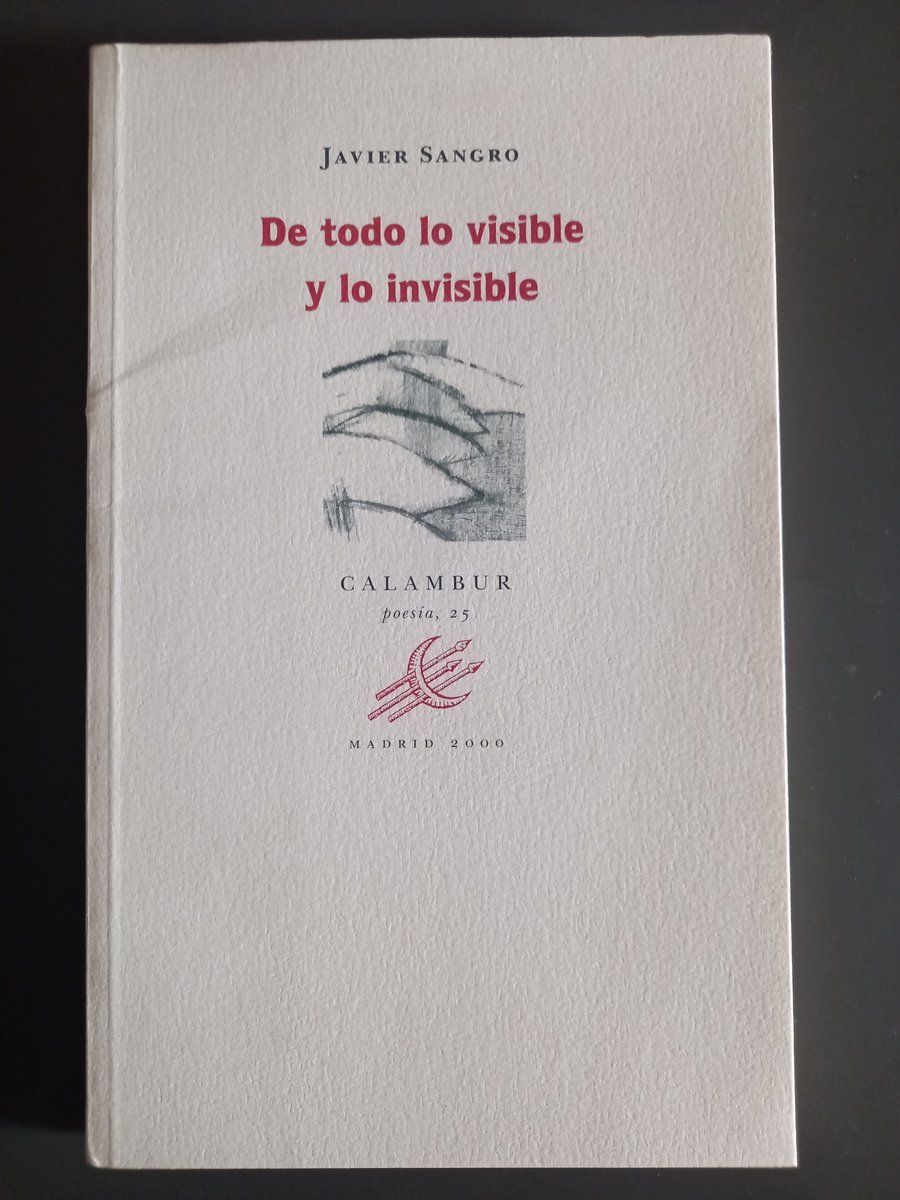 JAVIER SANGRO
De todo lo visible
y lo invisible
CALAMBUR
poesía, 25
MADRID 2000